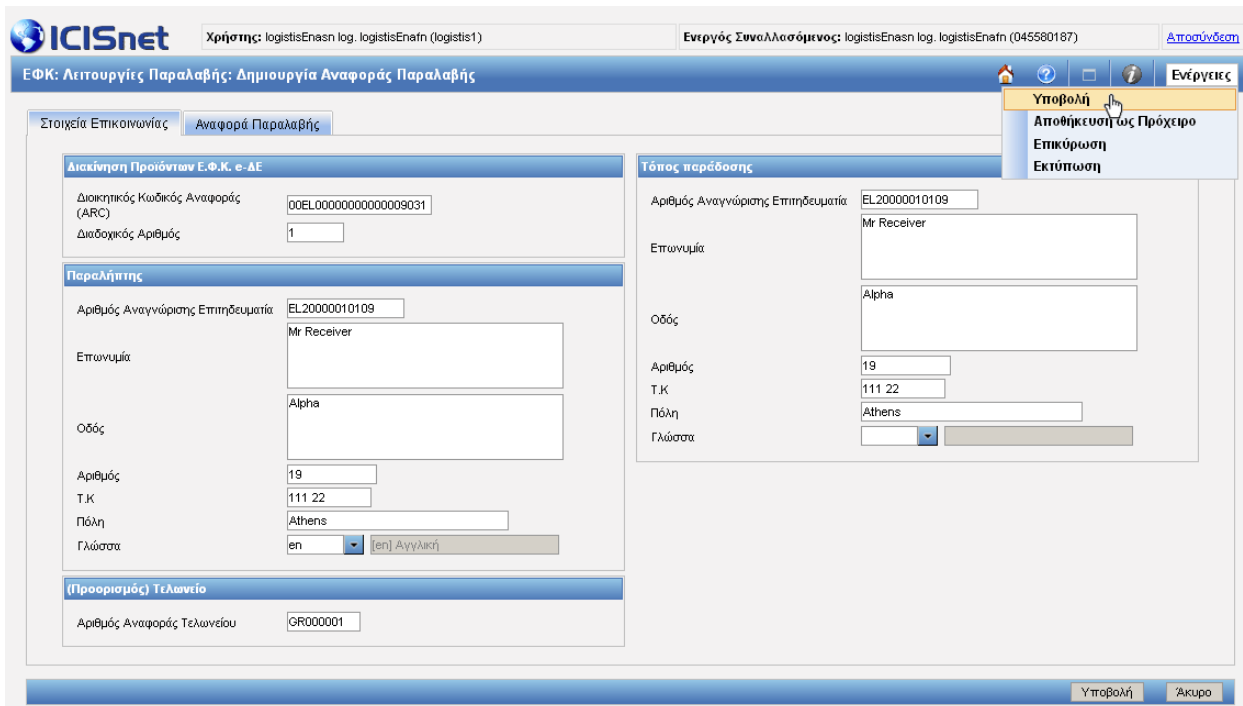 ICISnet
Χρήστης: logistisEnasn log. logistisEnafn (logistis1)
Ενεργός Συναλλασόμενος: logistisEnasn log. logistisEnafn (045580187)
Αποσύνδεση
ΕΦΚ: Λειτουργίες Παραλαβής: Δημιουργία Αναφοράς Παραλαβής
Ενέργειες
Υποβολή
Αποθήκευση ως Πρόχειρο
Επικύρωση
Εκτύπωση
Στοιχεία Επικοινωνίας
Αναφορά Παραλαβής
Διακίνηση Προϊόντων Ε.Φ.Κ. e-ΔΕ
Διοικητικός Κωδικός Αναφοράς
(ARC)
00EL00000000000009031
Διαδοχικός Αριθμός
1
Παραλήπτης
Αριθμός Αναγνώρισης Επιτηδευματία
EL20000010109
Επωνυμία
Mr Receiver
Οδός
Alpha
Αριθμός
19
Τ.Κ
111 22
Πόλη
Athens
Γλώσσα
en
[en] Αγγλική
(Προορισμός) Τελωνείο
Αριθμός Αναφοράς Τελωνείου
GR000001
Τόπος παράδοσης
Αριθμός Αναγνώρισης Επιτηδευματία
EL20000010109
Επωνυμία
Mr Receiver
Οδός
Alpha
Αριθμός
19
Τ.Κ
111 22
Πόλη
Athens
Γλώσσα
Υποβολή
Άκυρο